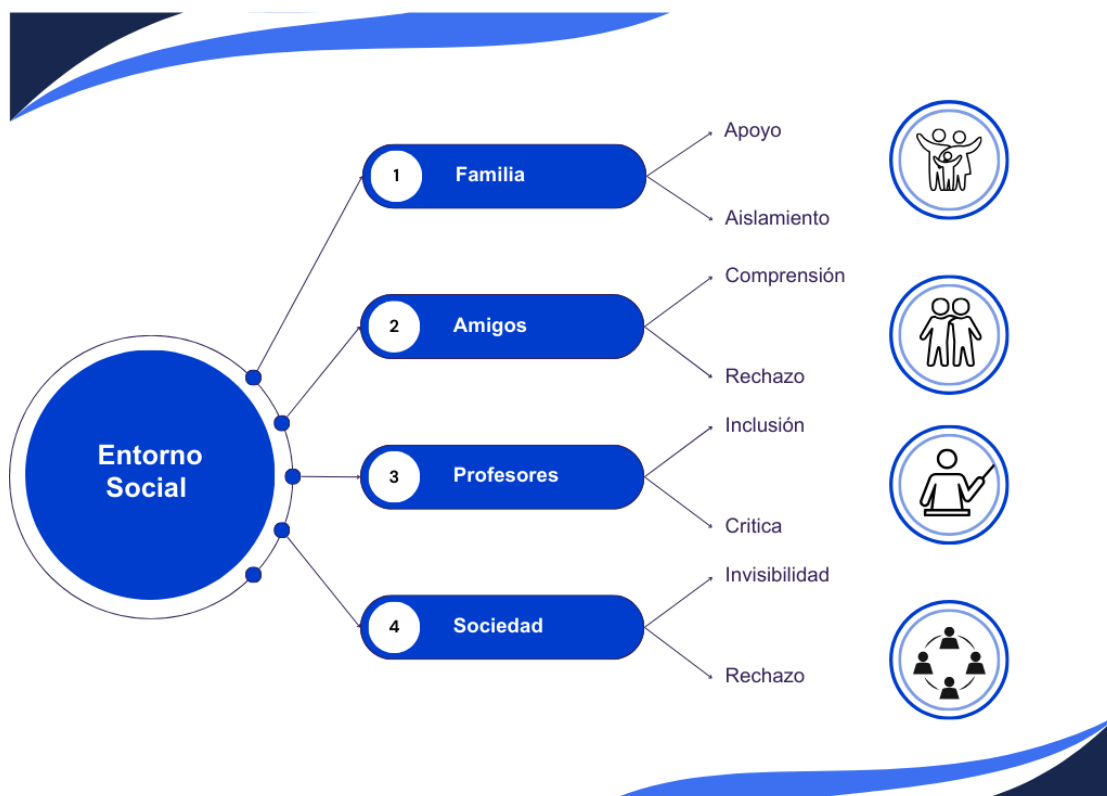 Entorno
Social
1
Familia
Apoyo
Aislamiento
2
Amigos
Comprensión
Rechazo
3
Profesores
Inclusión
Critica
4
Sociedad
Invisibilidad
Rechazo